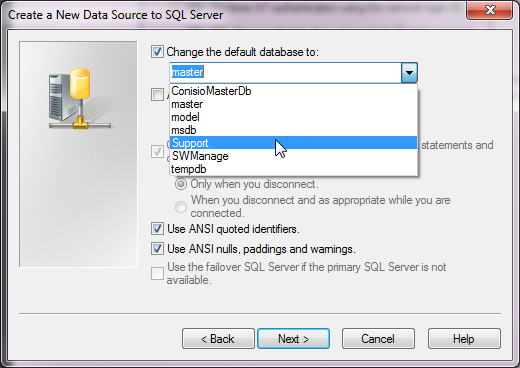 Create a New Data Source to SQL Server
Change the default database to:
master
ConisioMasterDb
master
model
msdb
Support
statements and
SWManage
tempdb
Only when you disconnect.
When you disconnect and as appropriate while you are
connected.
Use ANSI quoted identifiers.
Use ANSI nulls, paddings and warnings.
Use the failover SQL Server if the primary SQL Server is not
available.
< Back
Next >
Cancel
Help